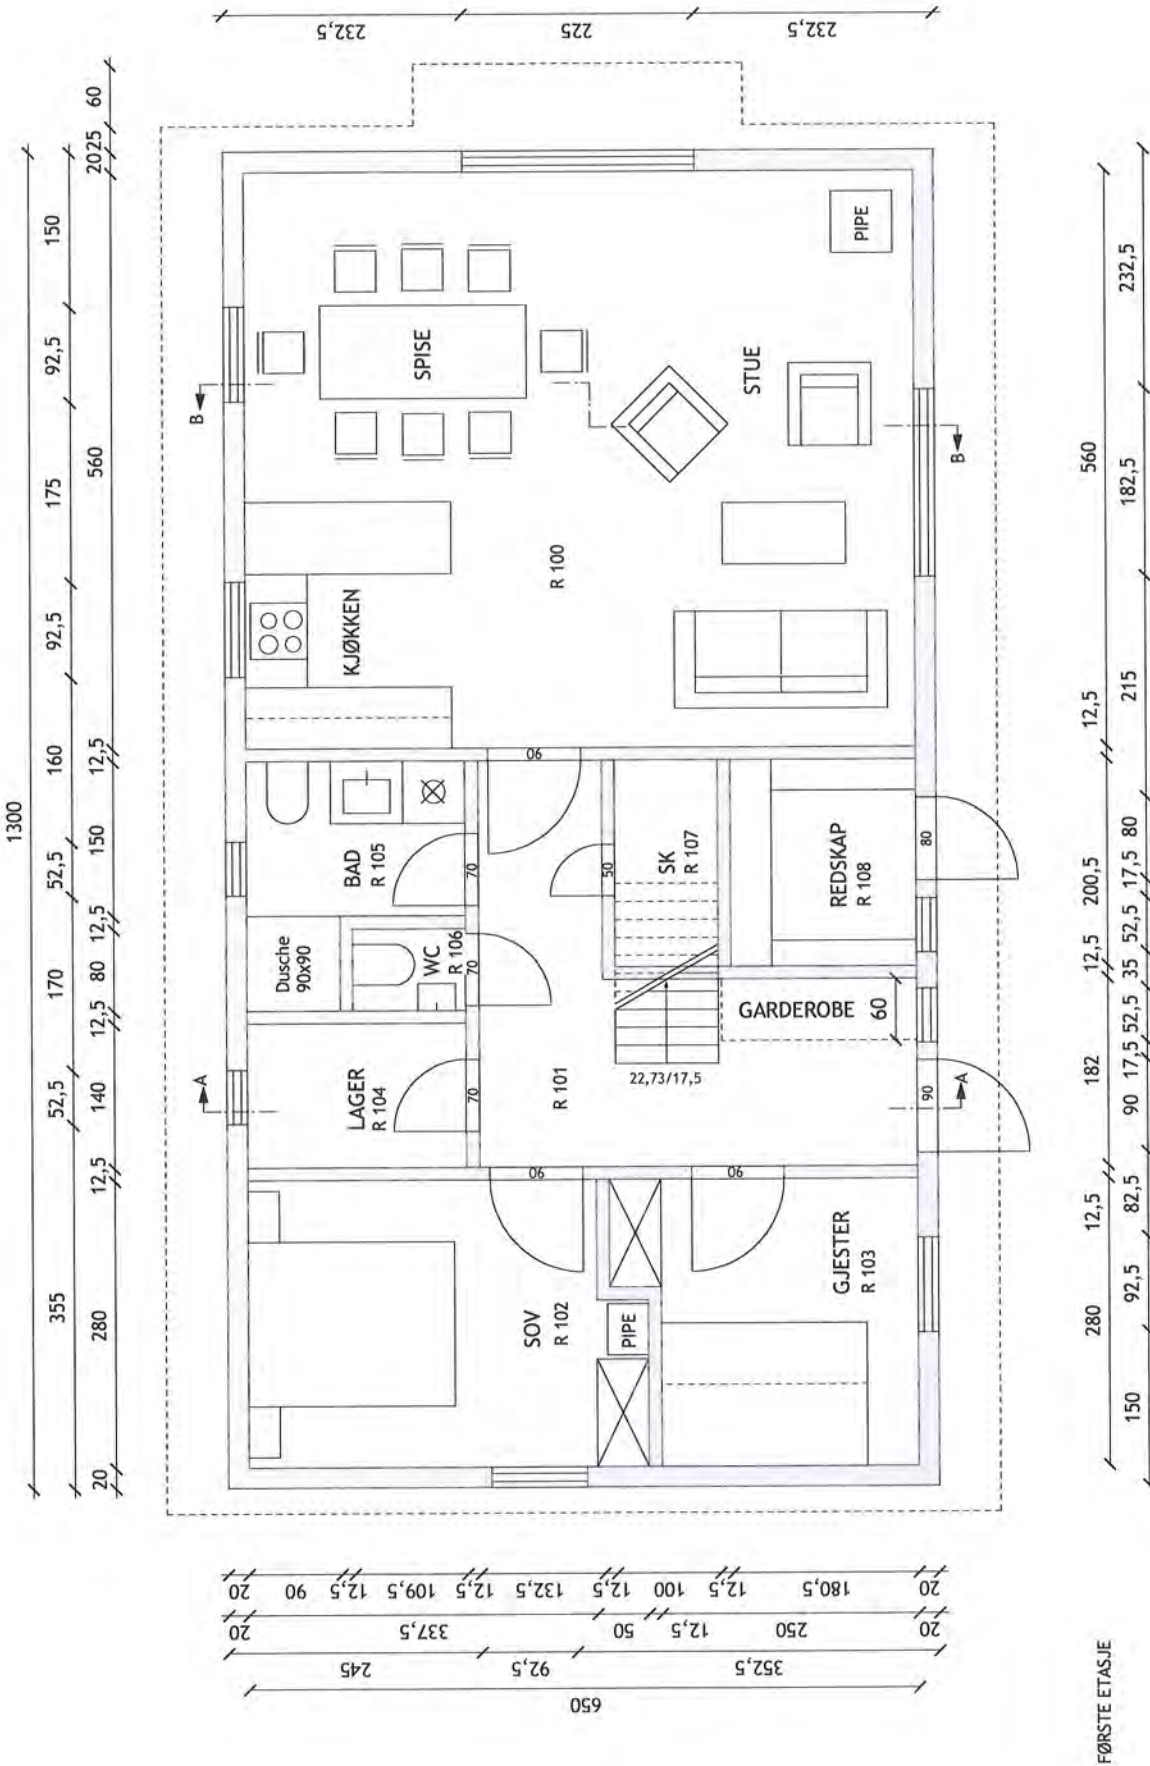 1300
355 52,5 170 52,5 160 92,5 175 92,5 150
20 280 12,5 140 12,5 80 12,5 150 12,5 560 2025 60
650
245 92,5 352,5
20 337,5 50 12,5 250 20
20 90 12,5 109,5 12,5 132,5 12,5 100 12,5 180,5 20
232,5 225 232,5
A
B
LAGER
R 104
70
Dusche
90x90
WC
R 106
70
BAD
R 105
70
KJØKKEN
SPISE
R 100
STUE
PIPE
SOV
R 102
90
PIPE
90
GJESTER
R 103
R 101
22,73/17,5
90
50
SK
R 107
GARDEROBE
60
REDSKAP
R 108
90
80
A
B
280 12,5 182 12,5 200,5 12,5 560
150 92,5 82,5 90 17,5 52,5 35 52,5 17,5 80 215 182,5 232,5
FØRSTE ETASJE